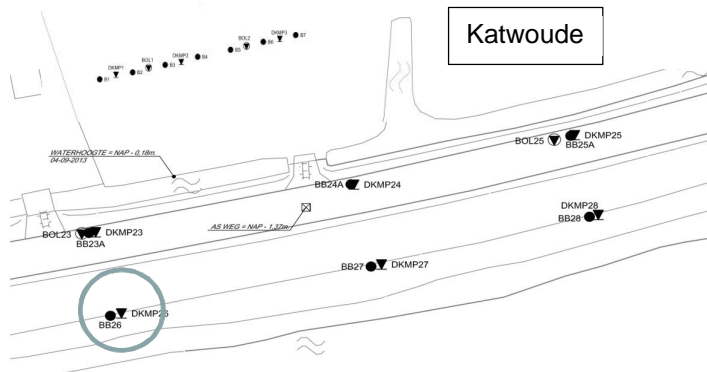 Katwoude
BOL2 DKMP3 B7
B5 B6
DKMP2 B4
BOL1 B3
DKMP1 B2
B1
WATERHOOGTE = NAP - 0,18m
04-09-2013
BOL25 DKMP25
BB25A
BB24A DKMP24
DKMP28
BB28
AS WEG = NAP - 1,37m
BOL23 DKMP23
BB23A
BB27 DKMP27
DKMP26
BB26